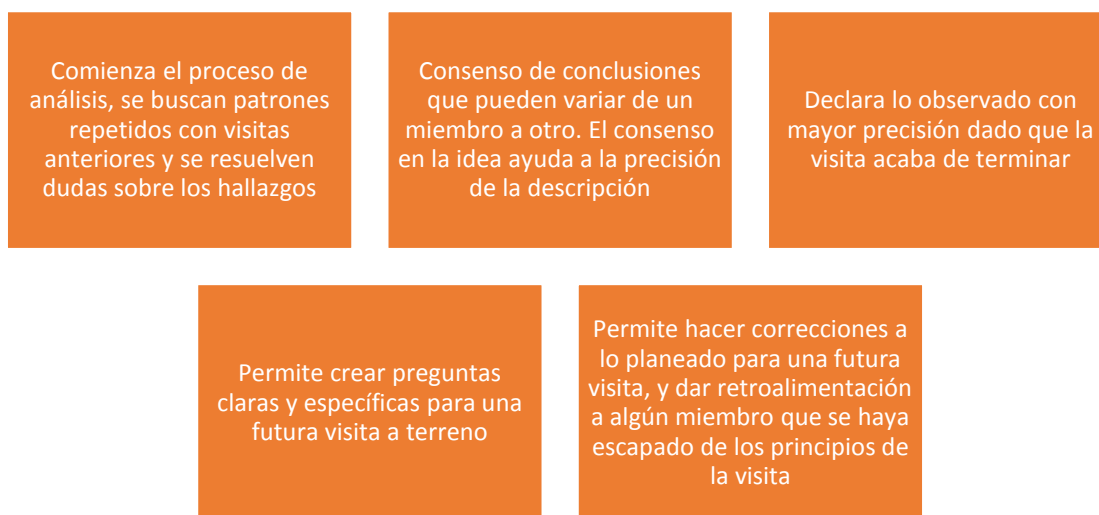 Comienza el proceso de
análisis, se buscan patrones
repetidos con visitas
anteriores y se resuelven
dudas sobre los hallazgos
Consenso de conclusiones
que pueden variar de un
miembro a otro. El consenso
en la idea ayuda a la precisión
de la descripción
Declara lo observado con
mayor precisión dado que la
visita acaba de terminar
Permite crear preguntas
claras y específicas para una
futura visita a terreno
Permite hacer correcciones a
lo planeado para una futura
visita, y dar retroalimentación
a algún miembro que se haya
escapado de los principios de
la visita